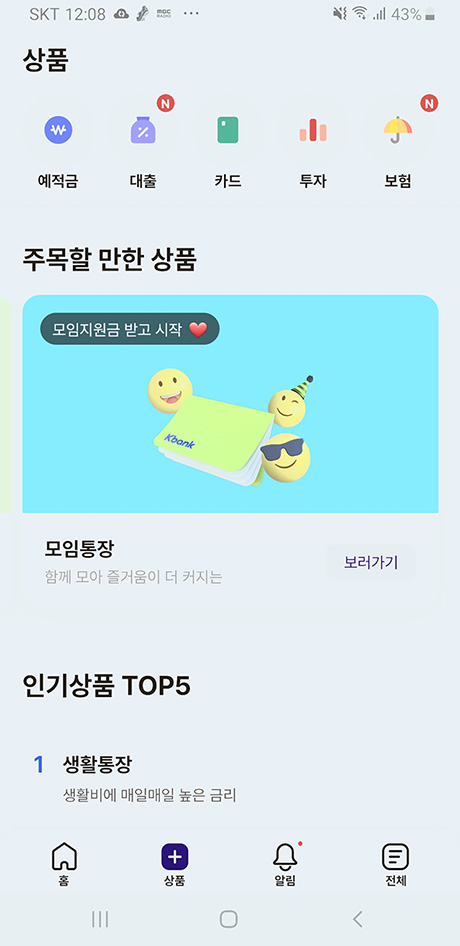 SKT 12:08 MBC RADIO ··· 43%
상품
N N
예적금 대출 카드 투자 보험
주목할 만한 상품
모임지원금 받고 시작 ❤️
Kbank
모임통장
함께 모아 즐거움이 더 커지는
보러가기
인기상품 TOP5
1 생활통장
생활비에 매일매일 높은 금리
홈 상품 알림 전체